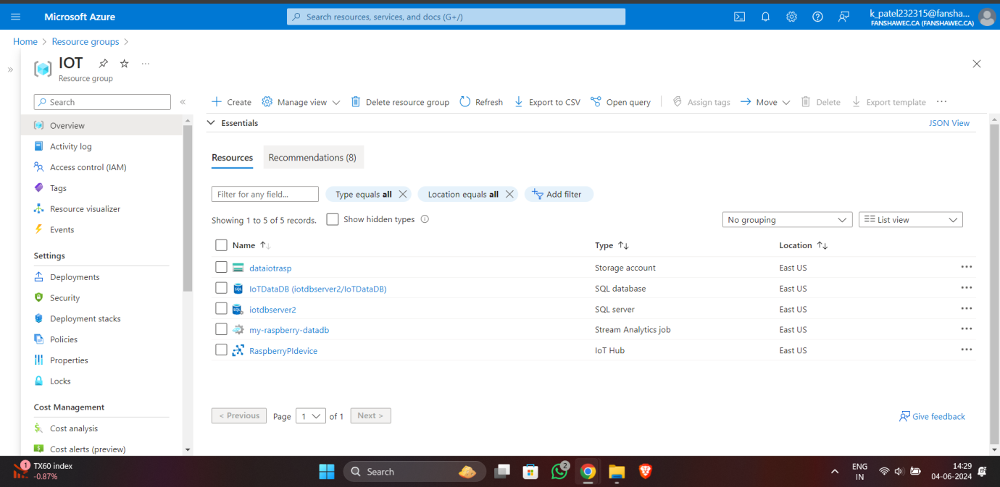 Microsoft Azure
Search resources, services, and docs (G+/)
k_patel232315@fansha...
FANSHAWEC.CA (FANSHAWEC.CA)
Home > Resource groups >
IOT
Resource group
Search
Create
Manage view
Delete resource group
Refresh
Export to CSV
Open query
Assign tags
Move
Delete
Export template
Overview
Activity log
Access control (IAM)
Tags
Resource visualizer
Events
Settings
Deployments
Security
Deployment stacks
Policies
Properties
Locks
Cost Management
Cost analysis
Cost alerts (preview)
Essentials
JSON View
Resources
Recommendations (8)
Filter for any field...
Type equals all
Location equals all
Add filter
Showing 1 to 5 of 5 records.
Show hidden types
No grouping
List view
Name Type Location
dataiotrasp Storage account East US
IoTDataDB (iotdbserver2/IoTDataDB) SQL database East US
iotdbserver2 SQL server East US
my-raspberry-datadb Stream Analytics job East US
RaspberryPIdevice IoT Hub East US
< Previous Page 1 of 1 Next >
Give feedback
1
TX60 index
-0.87%
Search
2
ENG
IN
14:29
04-06-2024